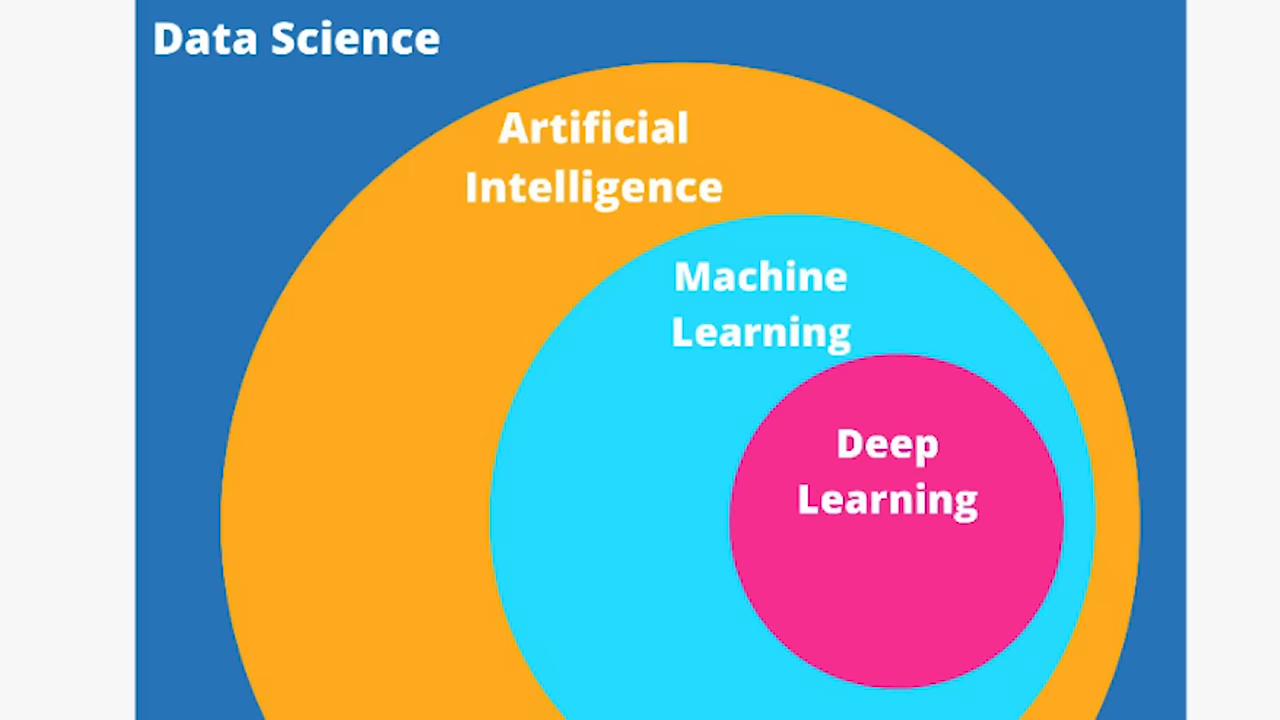 Data Science
Artificial
Intelligence
Machine
Learning
Deep
Learning